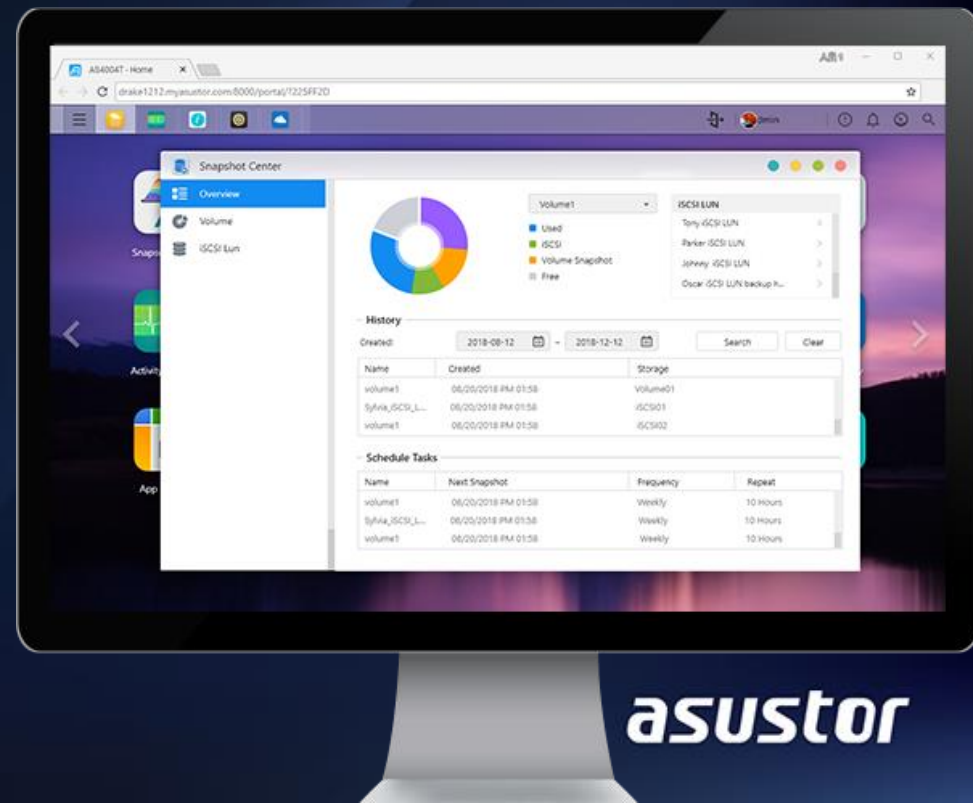 AS4004T - Home
drake1212.myasustor.com:8000/portal/?225FF2D
Snapshot Center
Overview
Volume
iSCSI Lun
Volume1
Used
iSCSI
Volume Snapshot
Free
iSCSI LUN
Tony iSCSI LUN
Parker iSCSI LUN
Johney iSCSI LUN
Oscar iSCSI LUN backup h...
History
Created: 2018-08-12 - 2018-12-12 Search Clear
Name Created Storage
volume1 08/20/2018 PM 01:58 Volume01
Sylvia_iSCSI_L... 08/20/2018 PM 01:58 iSCSI01
volume1 08/20/2018 PM 01:58 iSCSI02
Schedule Tasks
Name Next Snapshot Frequency Repeat
volume1 08/20/2018 PM 01:58 Weekly 10 Hours
Sylvia_iSCSI_L... 08/20/2018 PM 01:58 Weekly 10 Hours
volume1 08/20/2018 PM 01:58 Weekly 10 Hours
Snaps
Activity
App
asustor